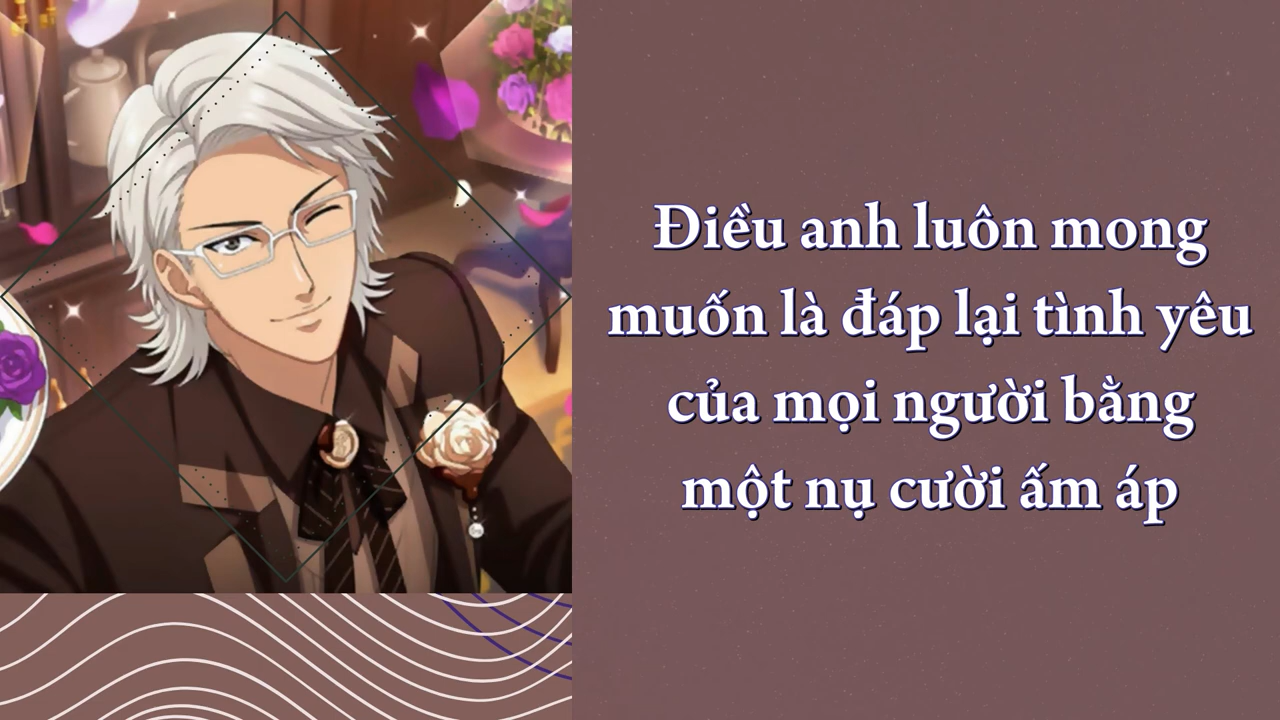 Điều anh luôn mong
muốn là đáp lại tình yêu
của mọi người bằng
một nụ cười ấm áp